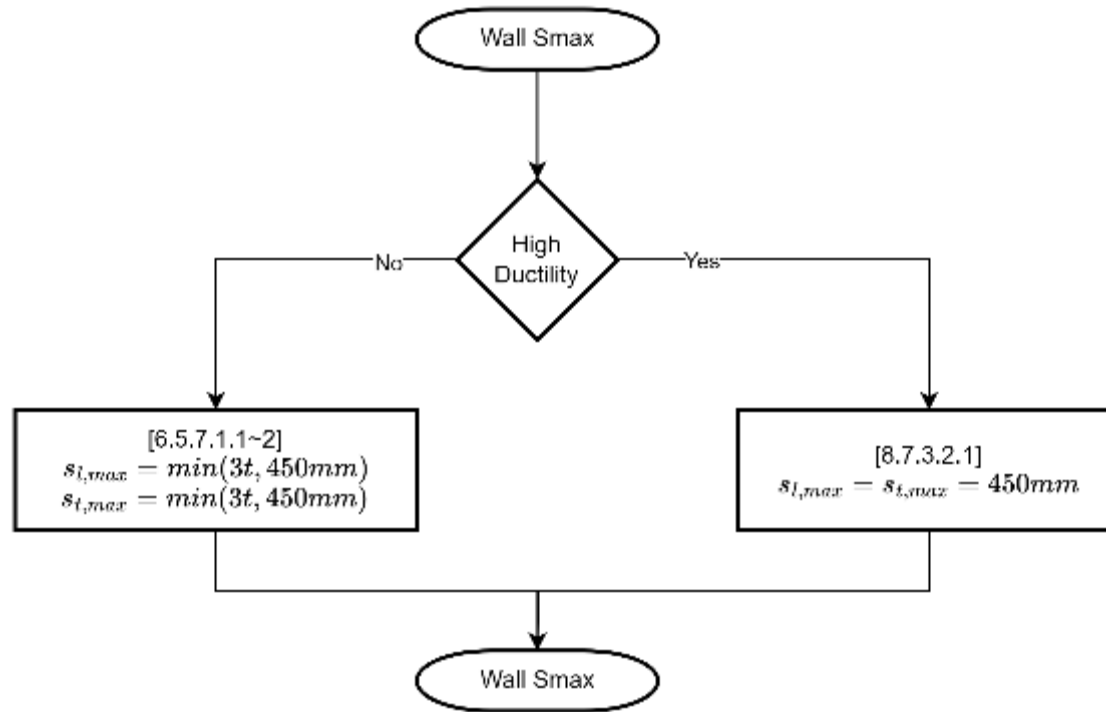 Wall Smax
High
Ductility
No
Yes
[6.5.7.1.1~2]
s_{l,max} = min(3t, 450mm)
s_{t,max} = min(3t, 450mm)
[8.7.3.2.1]
s_{l,max} = s_{t,max} = 450mm
Wall Smax